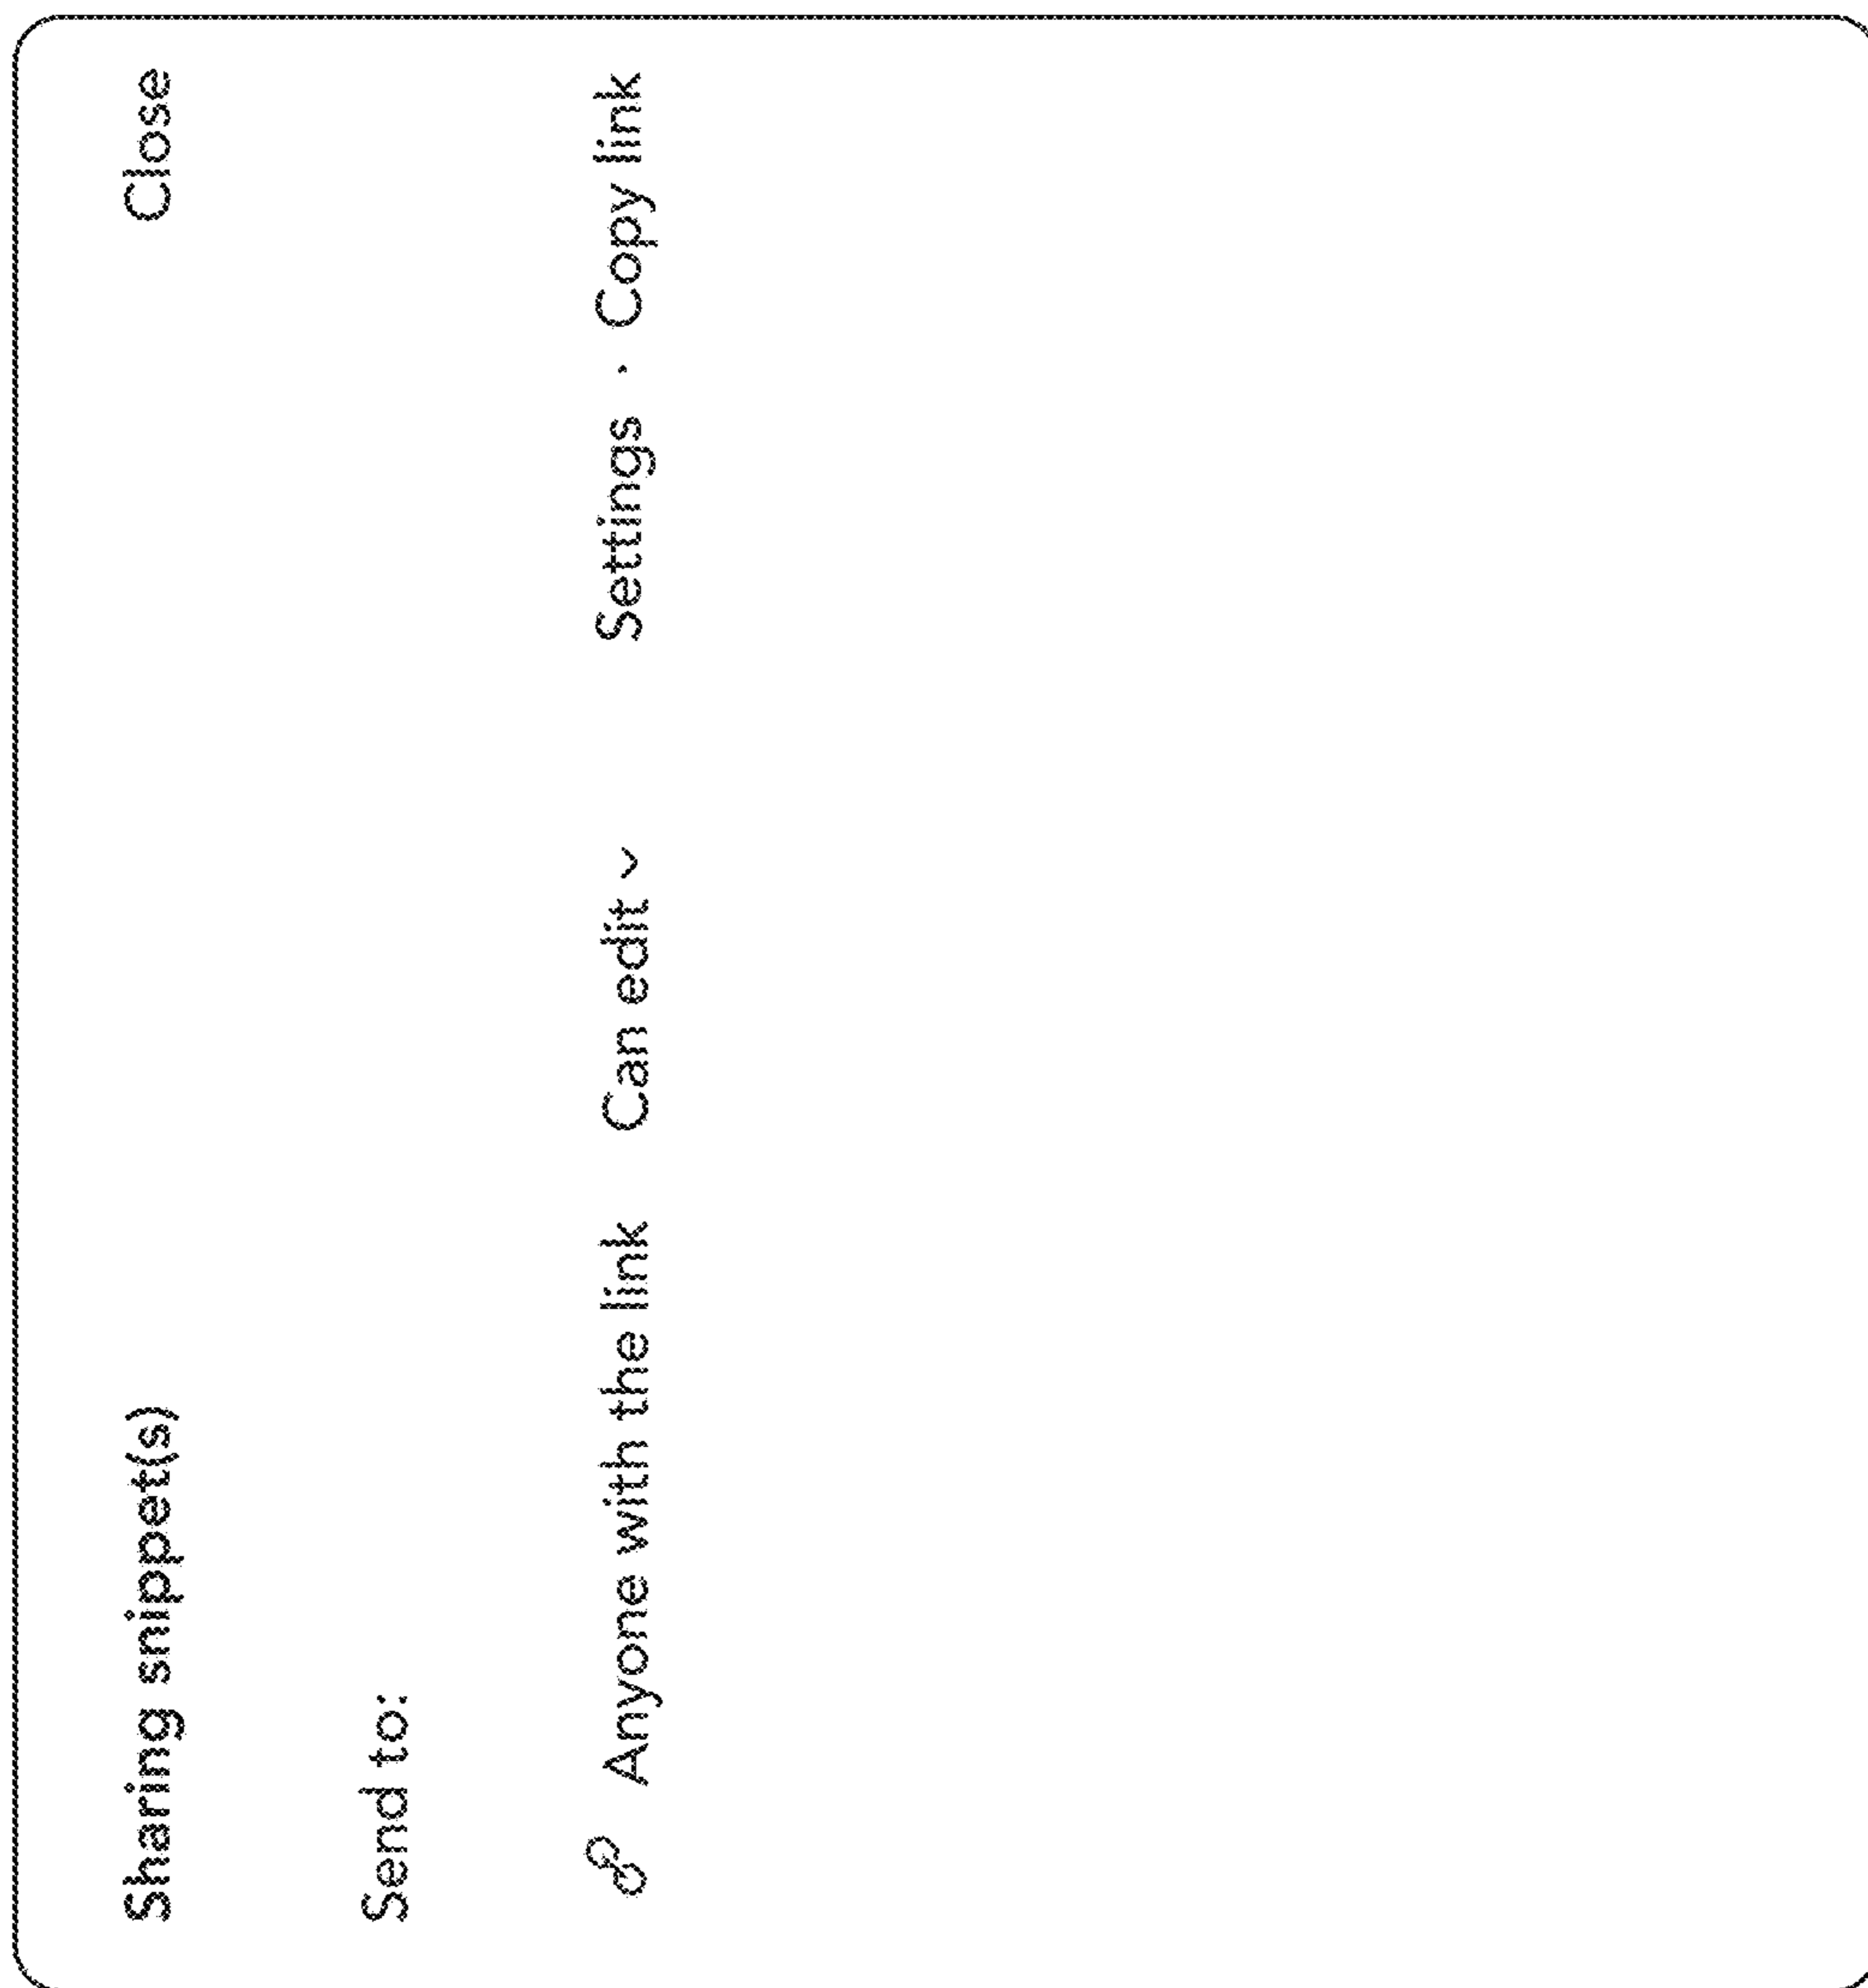 Sharing snippet(s) Close
Send to:
Anyone with the link Can edit Settings · Copy link